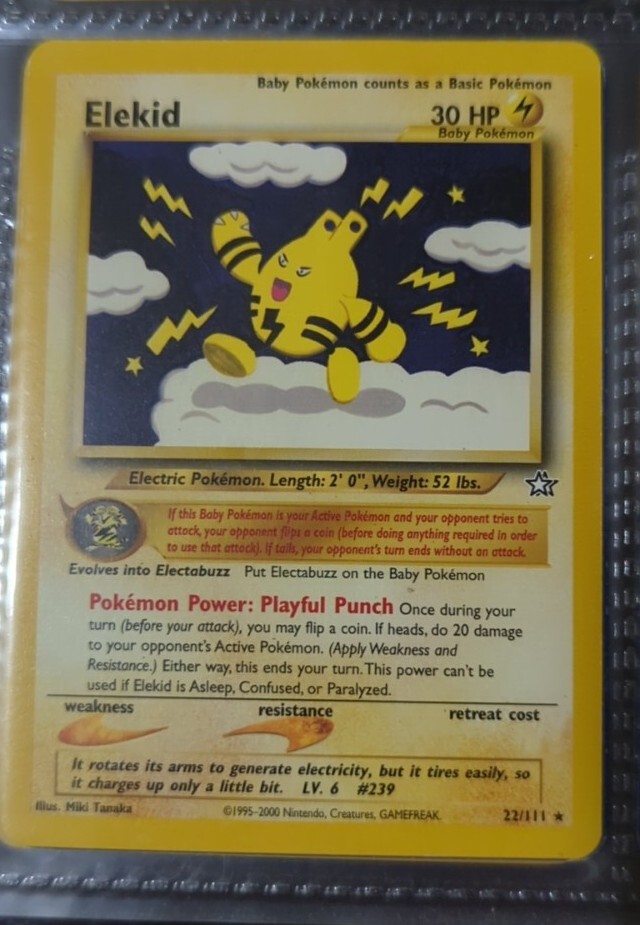 Baby Pokémon counts as a Basic Pokémon
Elekid
30 HP
Baby Pokémon
Electric Pokémon. Length: 2' 0", Weight: 52 lbs.
If this Baby Pokémon is your Active Pokémon and your opponent tries to
attack, your opponent flips a coin (before doing anything required in order
to use that attack). If tails, your opponent's turn ends without an attack.
Evolves into Electabuzz Put Electabuzz on the Baby Pokémon
Pokémon Power: Playful Punch Once during your
turn (before your attack), you may flip a coin. If heads, do 20 damage
to your opponent's Active Pokémon. (Apply Weakness and
Resistance.) Either way, this ends your turn. This power can't be
used if Elekid is Asleep, Confused, or Paralyzed.
weakness resistance retreat cost
It rotates its arms to generate electricity, but it tires easily, so
it charges up only a little bit. LV. 6 #239
Illus. Miki Tanaka ©1995-2000 Nintendo, Creatures, GAMEFREAK. 22/111 ★